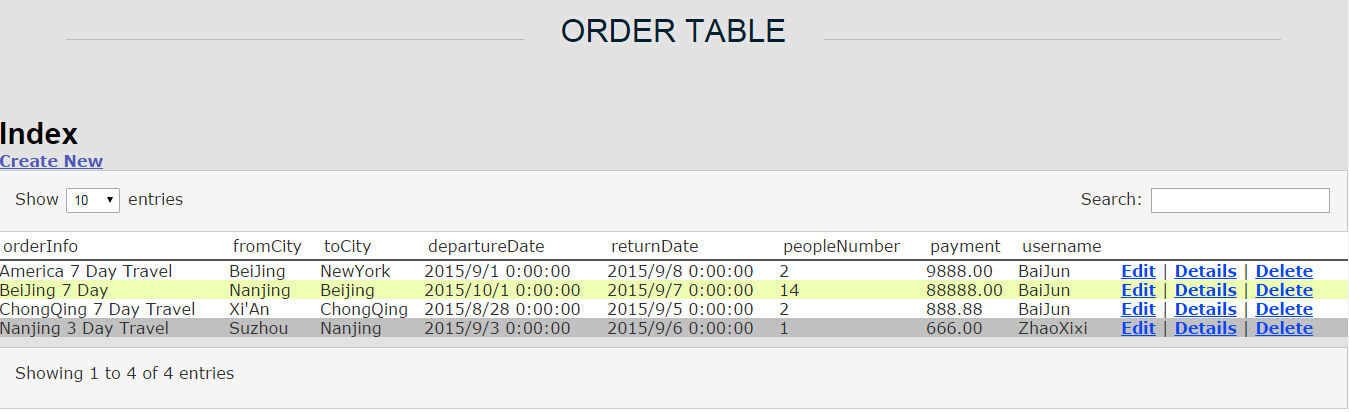 ORDER TABLE
Index
Create New
Show 10 entries Search:
orderInfo fromCity toCity departureDate returnDate peopleNumber payment username
America 7 Day Travel BeiJing NewYork 2015/9/1 0:00:00 2015/9/8 0:00:00 2 9888.00 BaiJun Edit | Details | Delete
BeiJing 7 Day Nanjing Beijing 2015/10/1 0:00:00 2015/9/7 0:00:00 14 88888.00 BaiJun Edit | Details | Delete
ChongQing 7 Day Travel Xi'An ChongQing 2015/8/28 0:00:00 2015/9/5 0:00:00 2 888.88 BaiJun Edit | Details | Delete
Nanjing 3 Day Travel Suzhou Nanjing 2015/9/3 0:00:00 2015/9/6 0:00:00 1 666.00 ZhaoXixi Edit | Details | Delete
Showing 1 to 4 of 4 entries